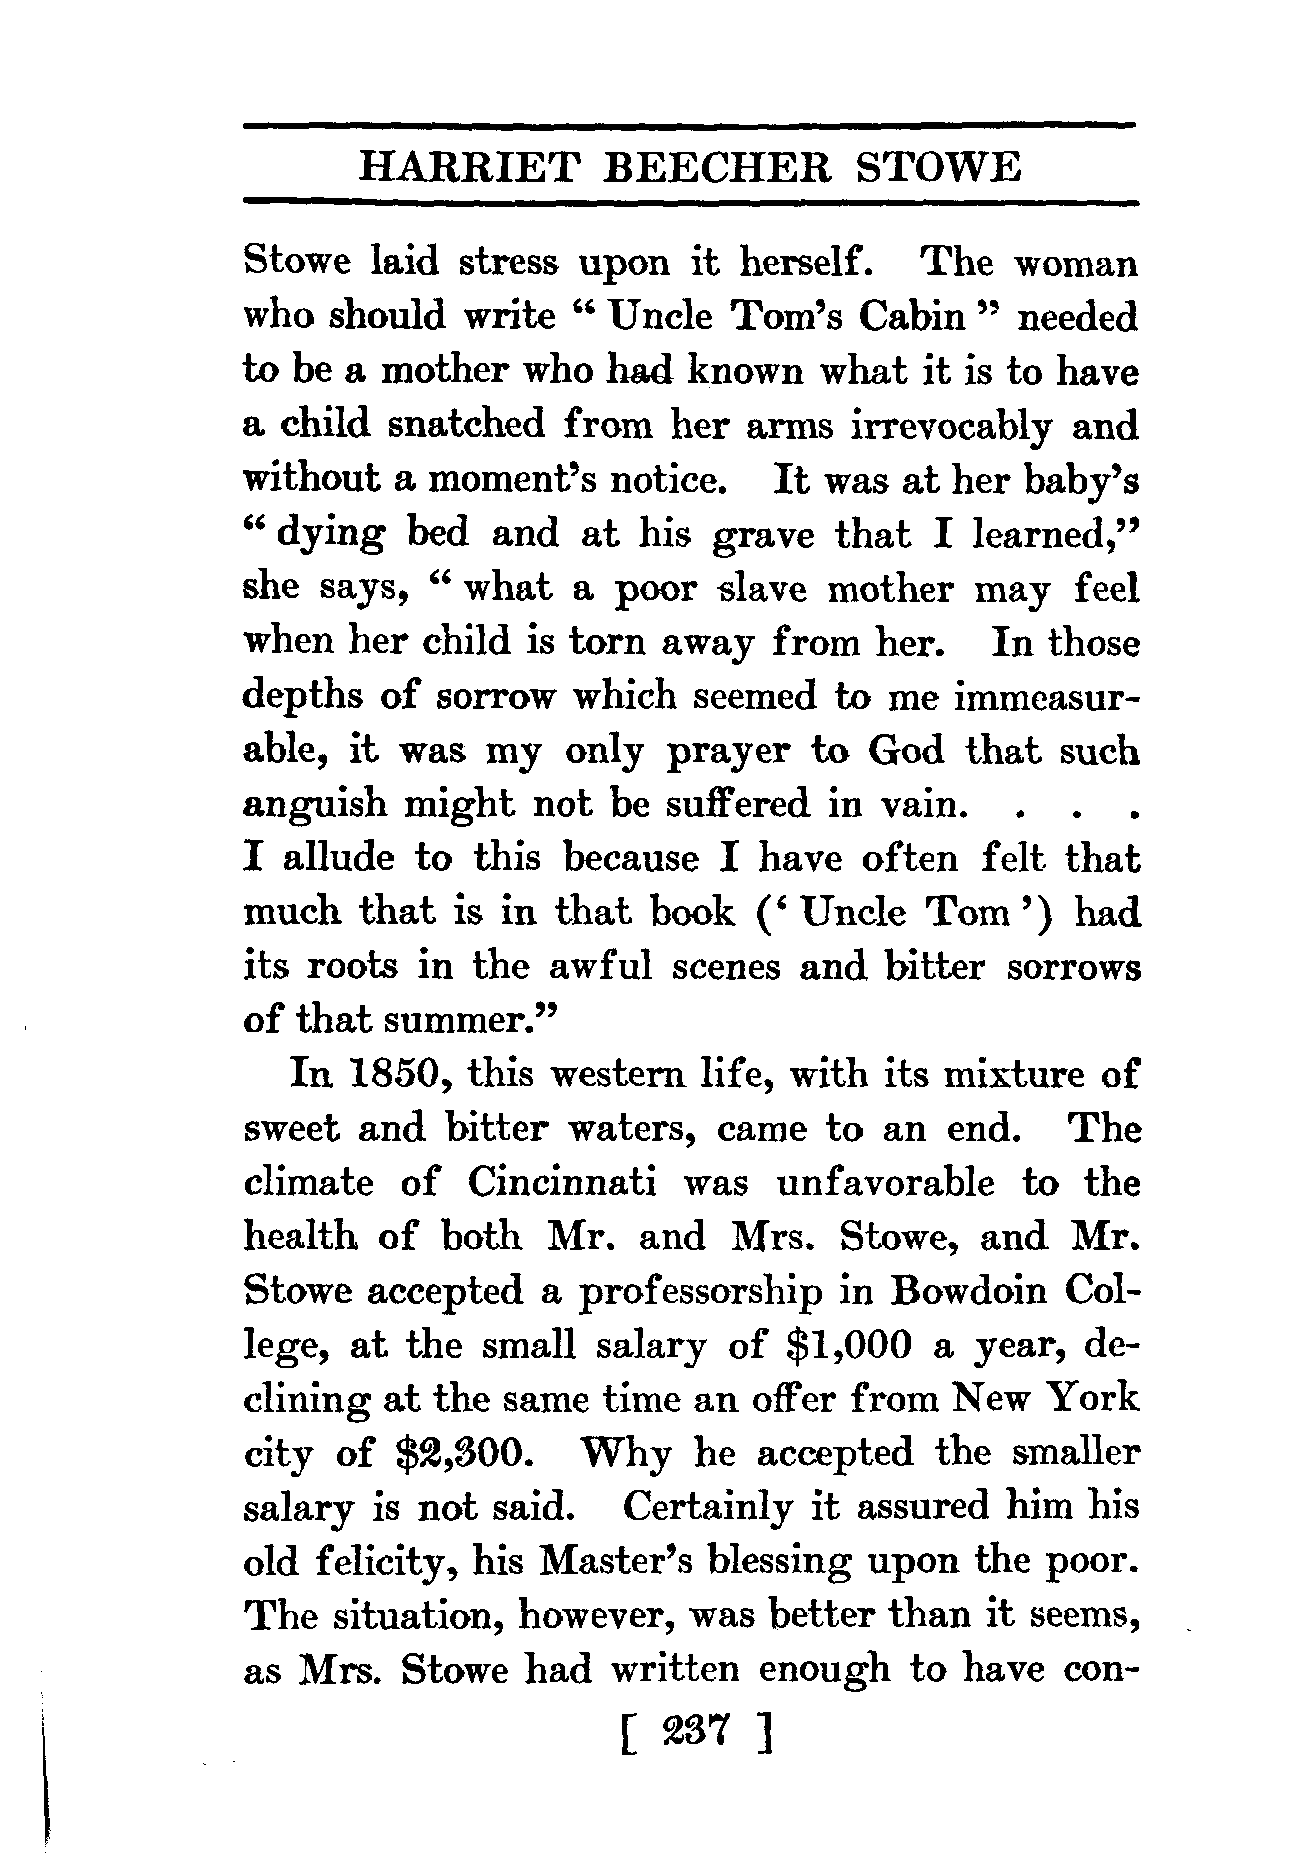 HARRIET BEECHER STOWE
Stowe laid stress upon it herself. The woman
who should write " Uncle Tom's Cabin " needed
to be a mother who had known what it is to have
a child snatched from her arms irrevocably and
without a moment's notice. It was at her baby's
" dying bed and at his grave that I learned,"
she says, " what a poor slave mother may feel
when her child is torn away from her. In those
depths of sorrow which seemed to me immeasur-
able, it was my only prayer to God that such
anguish might not be suffered in vain. . . .
I allude to this because I have often felt that
much that is in that book (' Uncle Tom ') had
its roots in the awful scenes and bitter sorrows
of that summer."
In 1850, this western life, with its mixture of
sweet and bitter waters, came to an end. The
climate of Cincinnati was unfavorable to the
health of both Mr. and Mrs. Stowe, and Mr.
Stowe accepted a professorship in Bowdoin Col-
lege, at the small salary of $1,000 a year, de-
clining at the same time an offer from New York
city of $2,300. Why he accepted the smaller
salary is not said. Certainly it assured him his
old felicity, his Master's blessing upon the poor.
The situation, however, was better than it seems,
as Mrs. Stowe had written enough to have con-
[ 237 ]